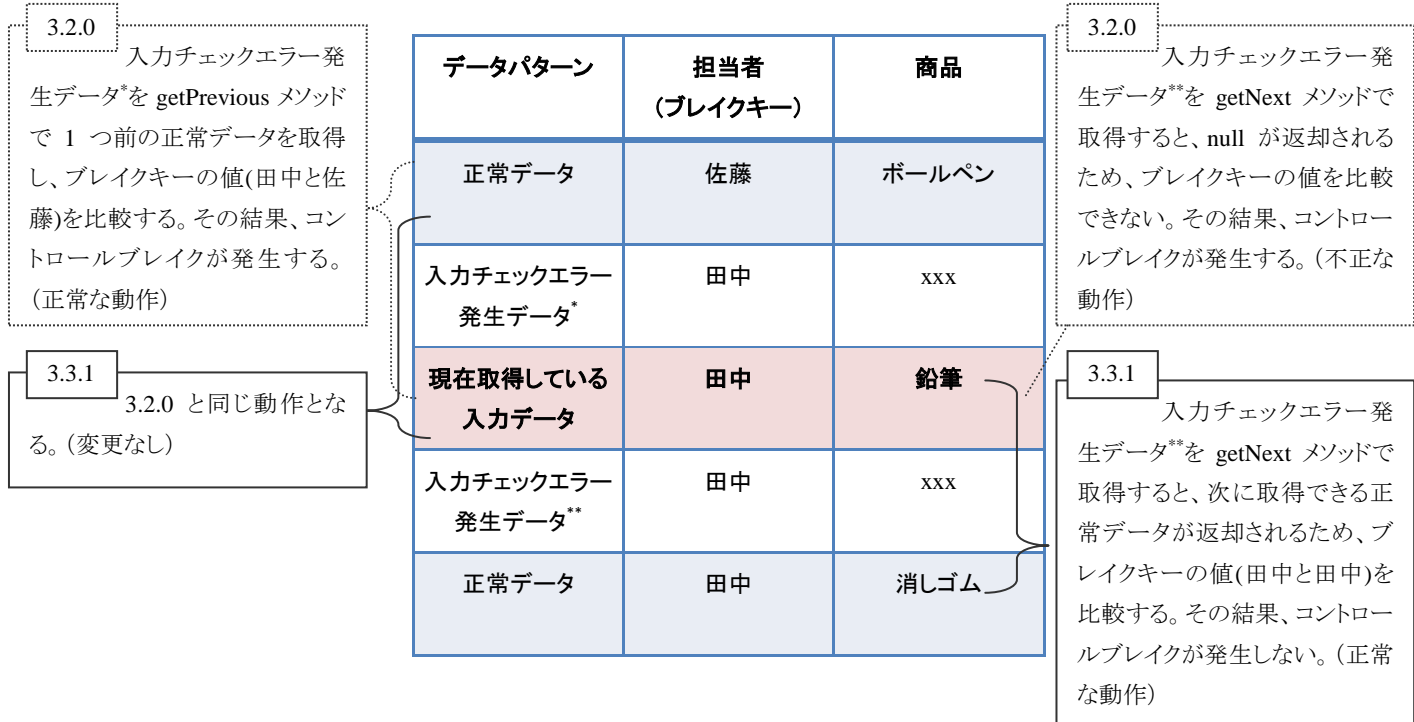 3.2.0
入力チェックエラー発
生データ*を getPrevious メソッド
で 1 つ前の正常データを取得
し、ブレイクキーの値(田中と佐
藤)を比較する。その結果、コン
トロールブレイクが発生する。
(正常な動作)
3.3.1
3.2.0 と同じ動作とな
る。(変更なし)
データパターン 担当者 商品
(ブレイクキー)
正常データ 佐藤 ボールペン
入力チェックエラー 田中 xxx
発生データ*
現在取得している 田中 鉛筆
入力データ
入力チェックエラー 田中 xxx
発生データ**
正常データ 田中 消しゴム
3.2.0
入力チェックエラー発
生データ**を getNext メソッドで
取得すると、null が返却される
ため、ブレイクキーの値を比較
できない。その結果、コントロー
ルブレイクが発生する。(不正な
動作)
3.3.1
入力チェックエラー発
生データ**を getNext メソッドで
取得すると、次に取得できる正
常データが返却されるため、ブ
レイクキーの値(田中と田中)を
比較する。その結果、コントロー
ルブレイクが発生しない。(正常
な動作)